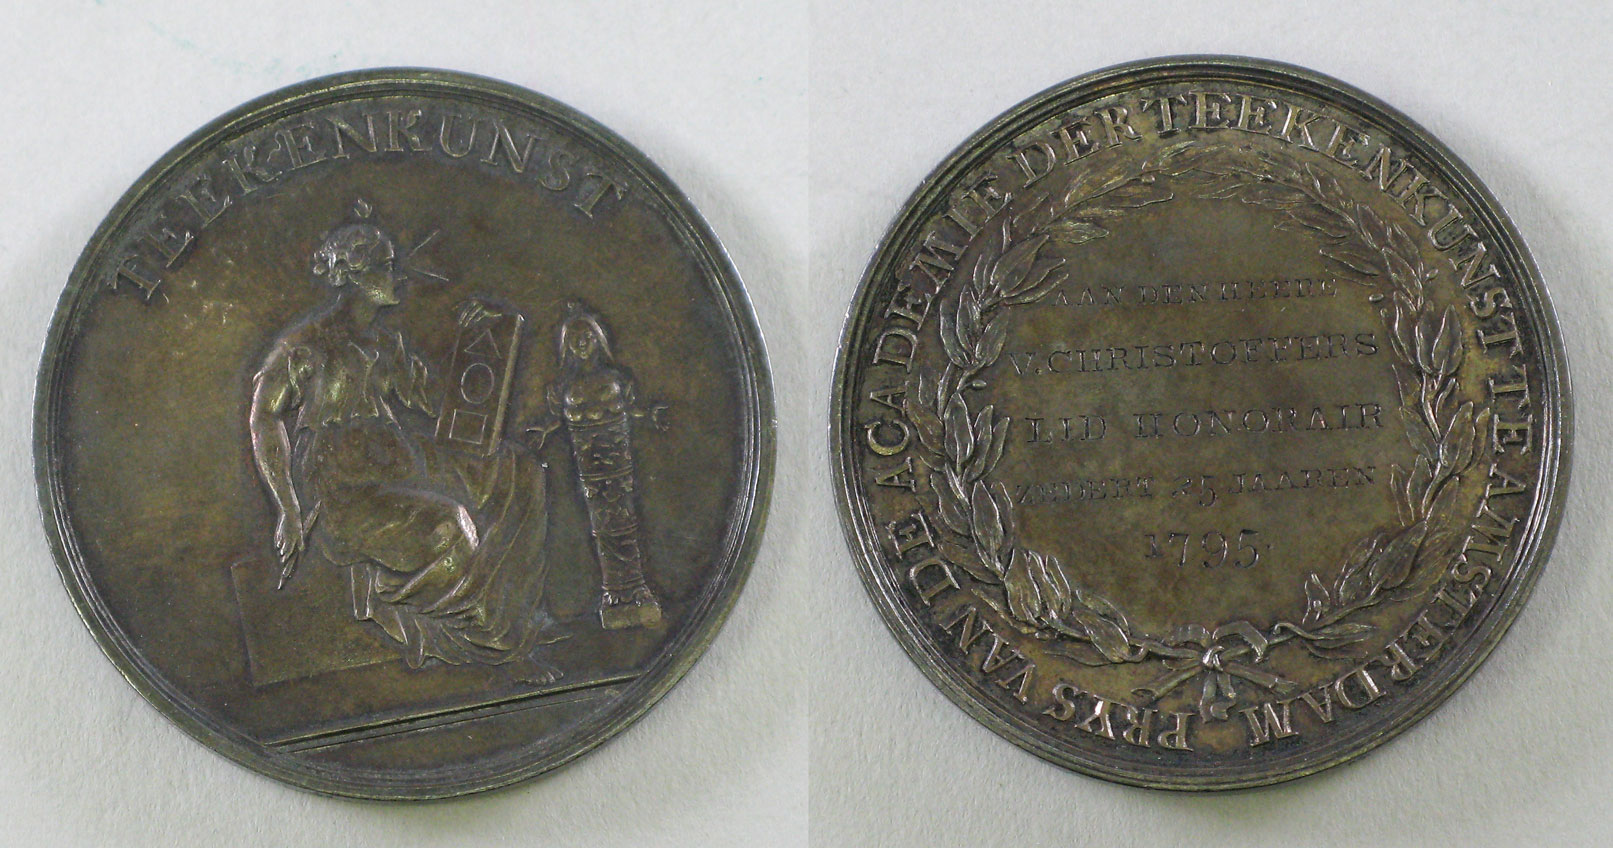 TEEKENKUNST
PRYS VAN DE ACADEMIE DER TEEKENKUNST TE AMSTERDAM
AAN DEN HEERE
V. CHRISTOFFERS
LID HONORAIR
ZEDERT 25 JAAREN
1795